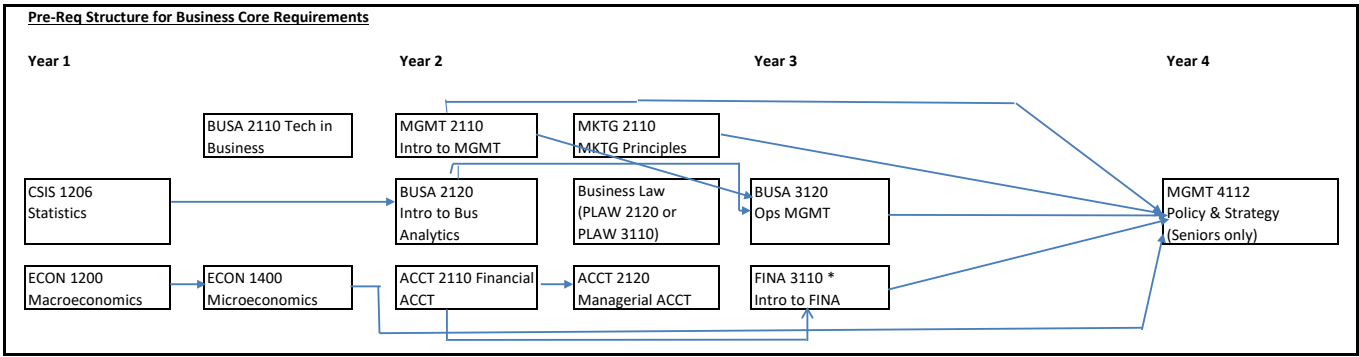 Pre-Req Structure for Business Core Requirements
Year 1
Year 2
Year 3
Year 4
BUSA 2110 Tech in
Business
MGMT 2110
Intro to MGMT
MKTG 2110
MKTG Principles
CSIS 1206
Statistics
BUSA 2120
Intro to Bus
Analytics
Business Law
(PLAW 2120 or
PLAW 3110)
BUSA 3120
Ops MGMT
MGMT 4112
Policy & Strategy
(Seniors only)
ECON 1200
Macroeconomics
ECON 1400
Microeconomics
ACCT 2110 Financial
ACCT
ACCT 2120
Managerial ACCT
FINA 3110 *
Intro to FINA